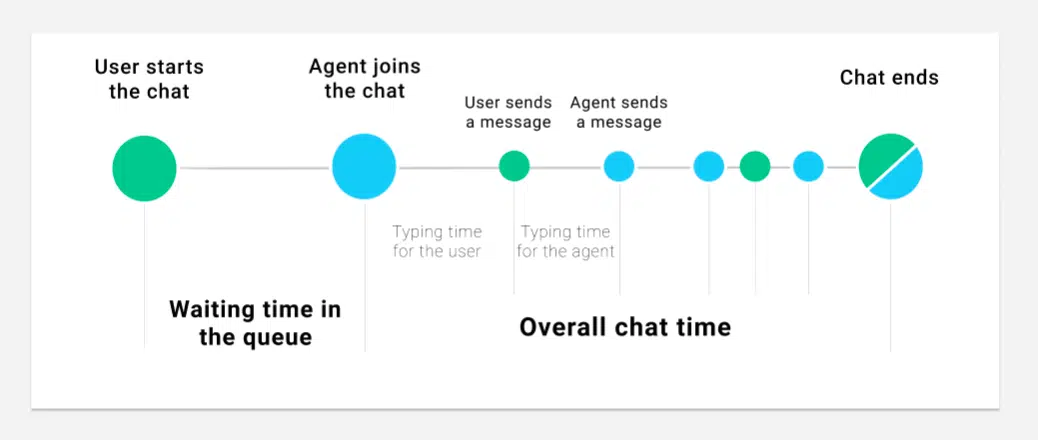 User starts
the chat
Agent joins
the chat
User sends
a message
Agent sends
a message
Chat ends
Typing time
for the user
Typing time
for the agent
Waiting time in
the queue
Overall chat time